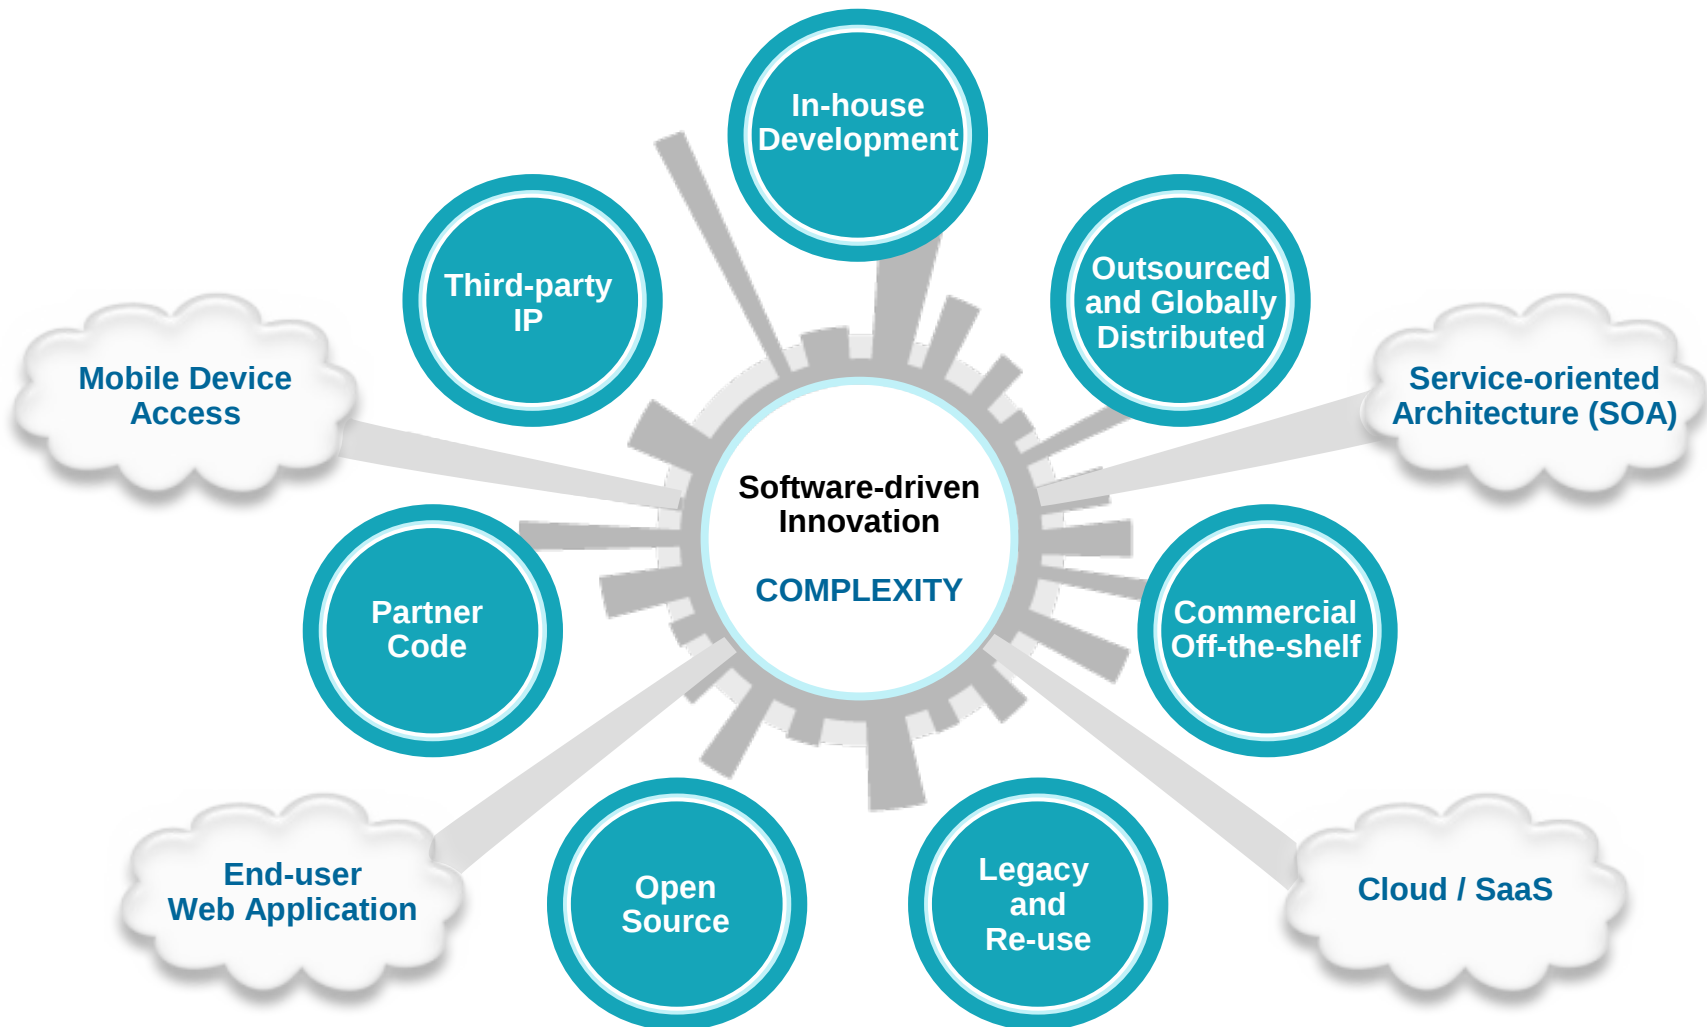 In-house
Development
Third-party
IP
Outsourced
and Globally
Distributed
Mobile Device
Access
Service-oriented
Architecture (SOA)
Software-driven
Innovation
COMPLEXITY
Partner
Code
Commercial
Off-the-shelf
End-user
Web Application
Open
Source
Legacy
and
Re-use
Cloud / SaaS